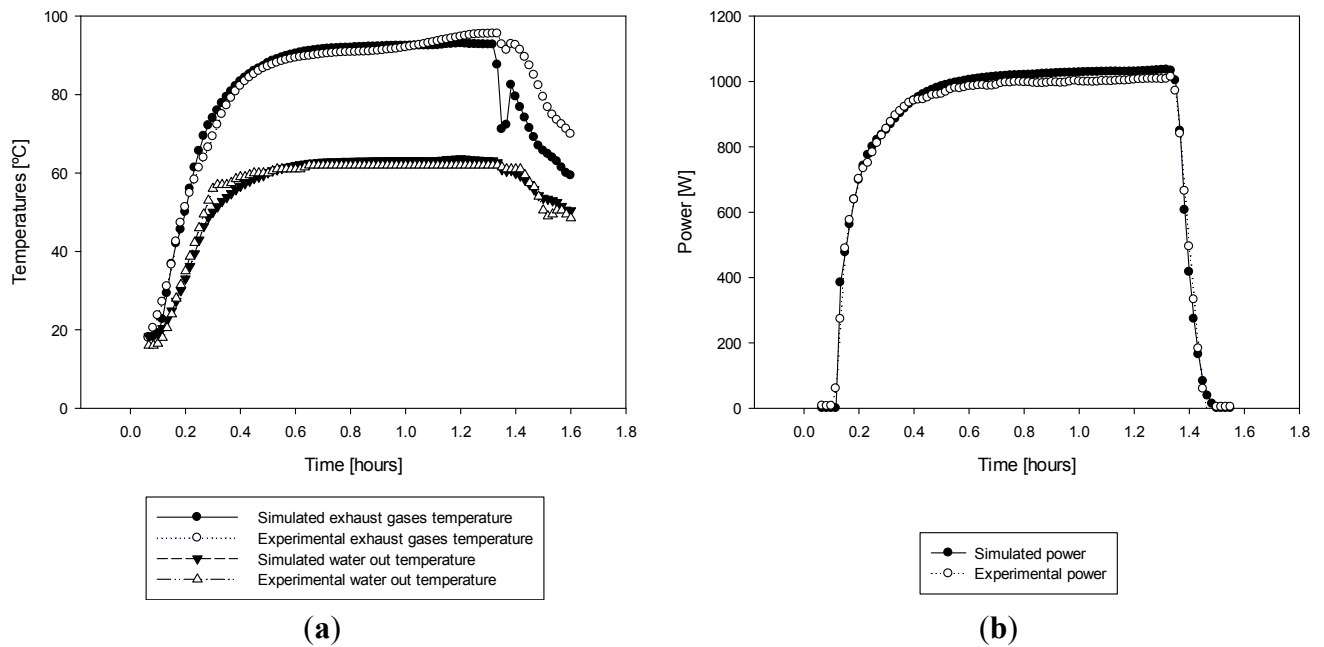 100
80
60
40
20
0
Temperatures [ºC]
0.0 0.2 0.4 0.6 0.8 1.0 1.2 1.4 1.6 1.8
Time [hours]
Simulated exhaust gases temperature
Experimental exhaust gases temperature
Simulated water out temperature
Experimental water out temperature
(a)
1200
1000
800
600
400
200
0
Power [W]
0.0 0.2 0.4 0.6 0.8 1.0 1.2 1.4 1.6 1.8
Time [hours]
Simulated power
Experimental power
(b)